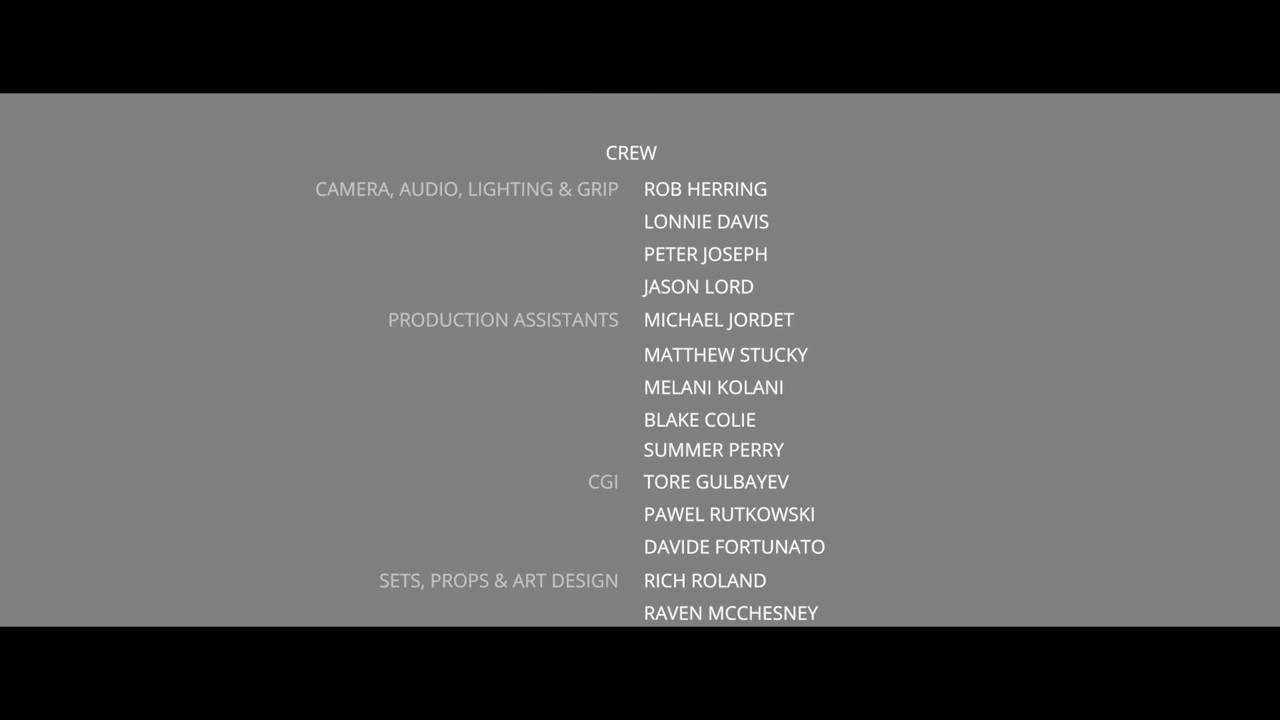 CREW
CAMERA, AUDIO, LIGHTING & GRIP ROB HERRING
LONNIE DAVIS
PETER JOSEPH
JASON LORD
PRODUCTION ASSISTANTS MICHAEL JORDET
MATTHEW STUCKY
MELANI KOLANI
BLAKE COLIE
SUMMER PERRY
CGI TORE GULBAYEV
PAWEL RUTKOWSKI
DAVIDE FORTUNATO
SETS, PROPS & ART DESIGN RICH ROLAND
RAVEN MCCHESNEY